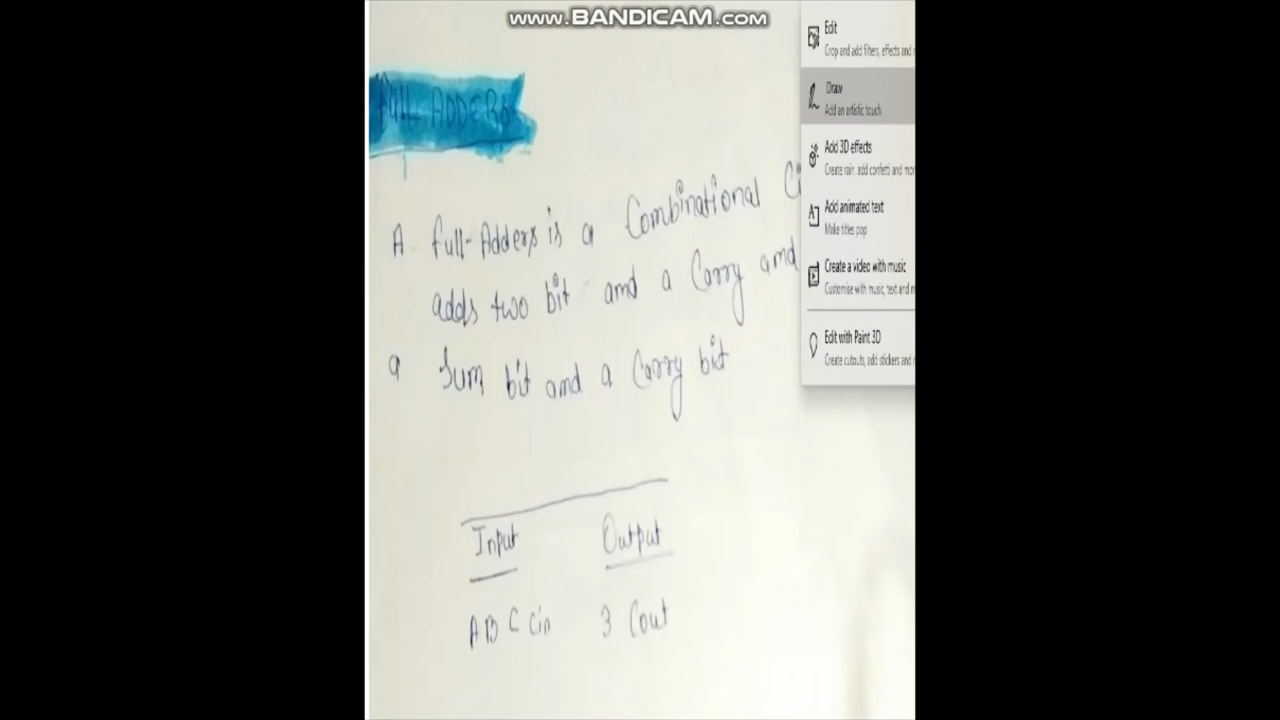 www.BANDICAM.com
FULL ADDERS
A Full-Adders is a Combinational
adds two bit and a Carry and
a Sum bit and a Carry bit
Input Output
A B C Cin 3 Cout
Edit
Crop and add filters, effects and
Draw
Add an artistic touch
Add 3D effects
Create rain, add confetti and
Add animated text
Make titles pop
Create a video with music
Customise with music, text and
Edit with Paint 3D
Create cutouts, add stickers and